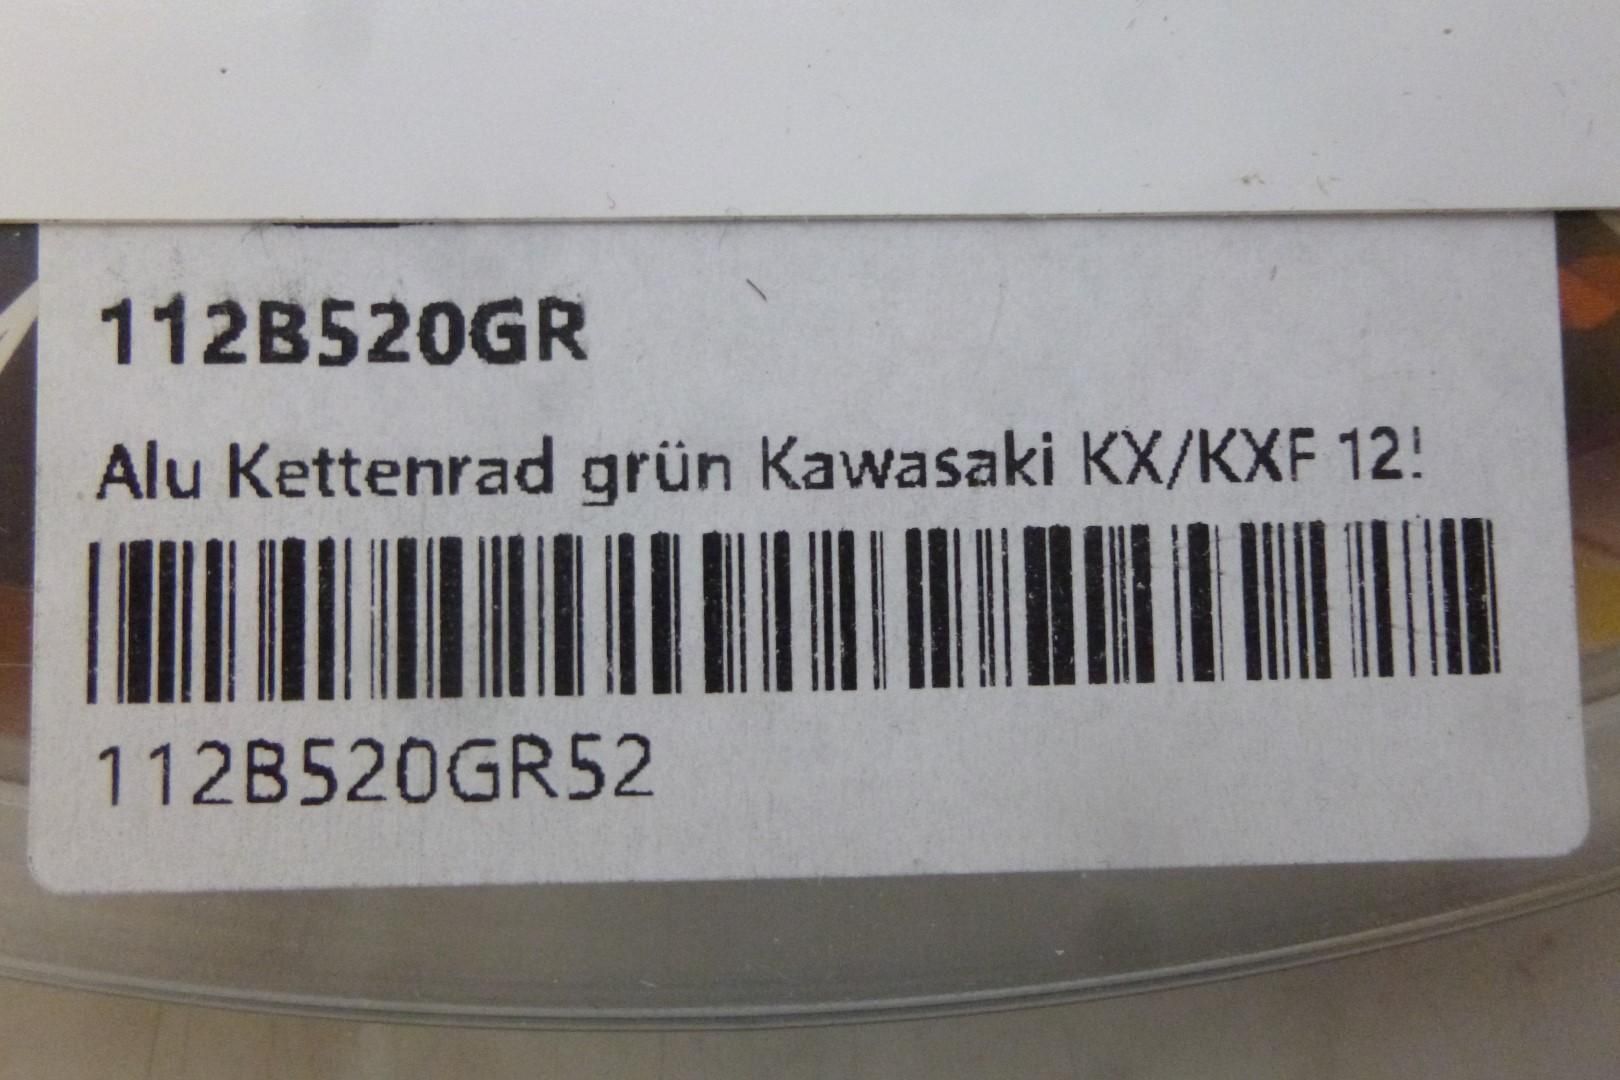 112B520GR
Alu Kettenrad grün Kawasaki KX/KXF 12!
112B520GR52